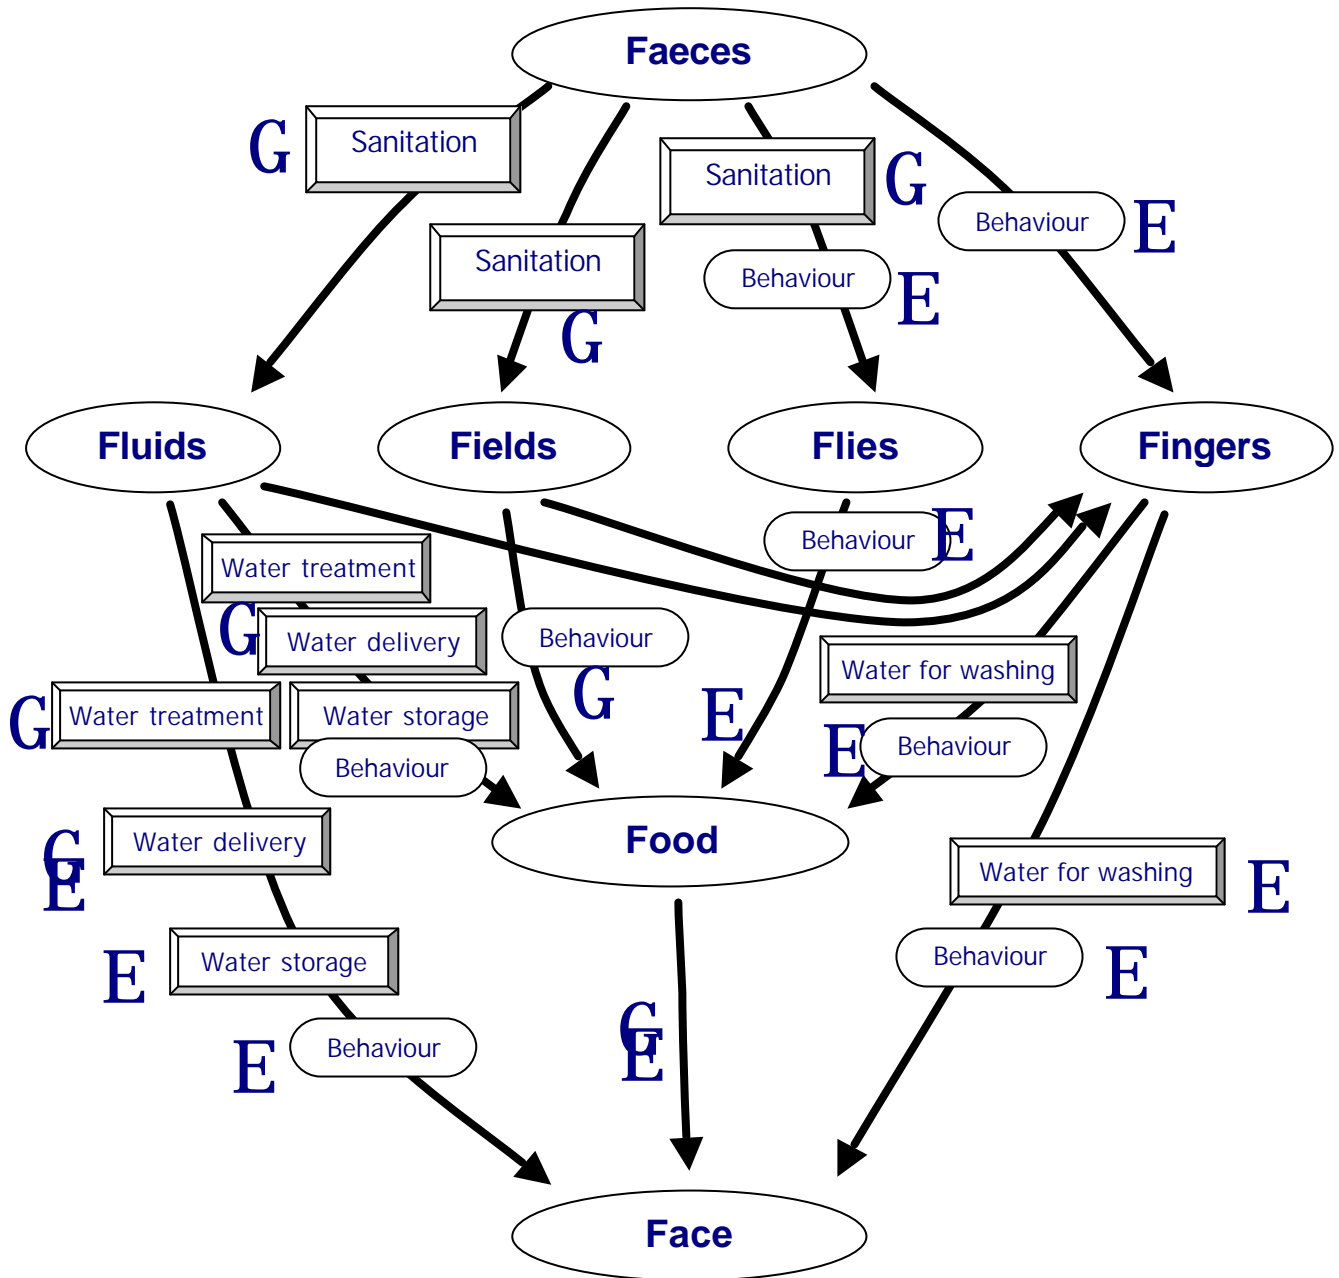 Faeces
G
Sanitation
Sanitation
G
Behaviour
E
Sanitation
G
Behaviour
E
Fluids
Fields
Flies
Fingers
Behaviour
E
Water treatment
G
Water delivery
Behaviour
G
Water for washing
G
Water treatment
Water storage
E
E
Behaviour
Behaviour
G
E
Water delivery
Food
Water for washing
E
E
Water storage
Behaviour
E
G
E
E
Behaviour
Face